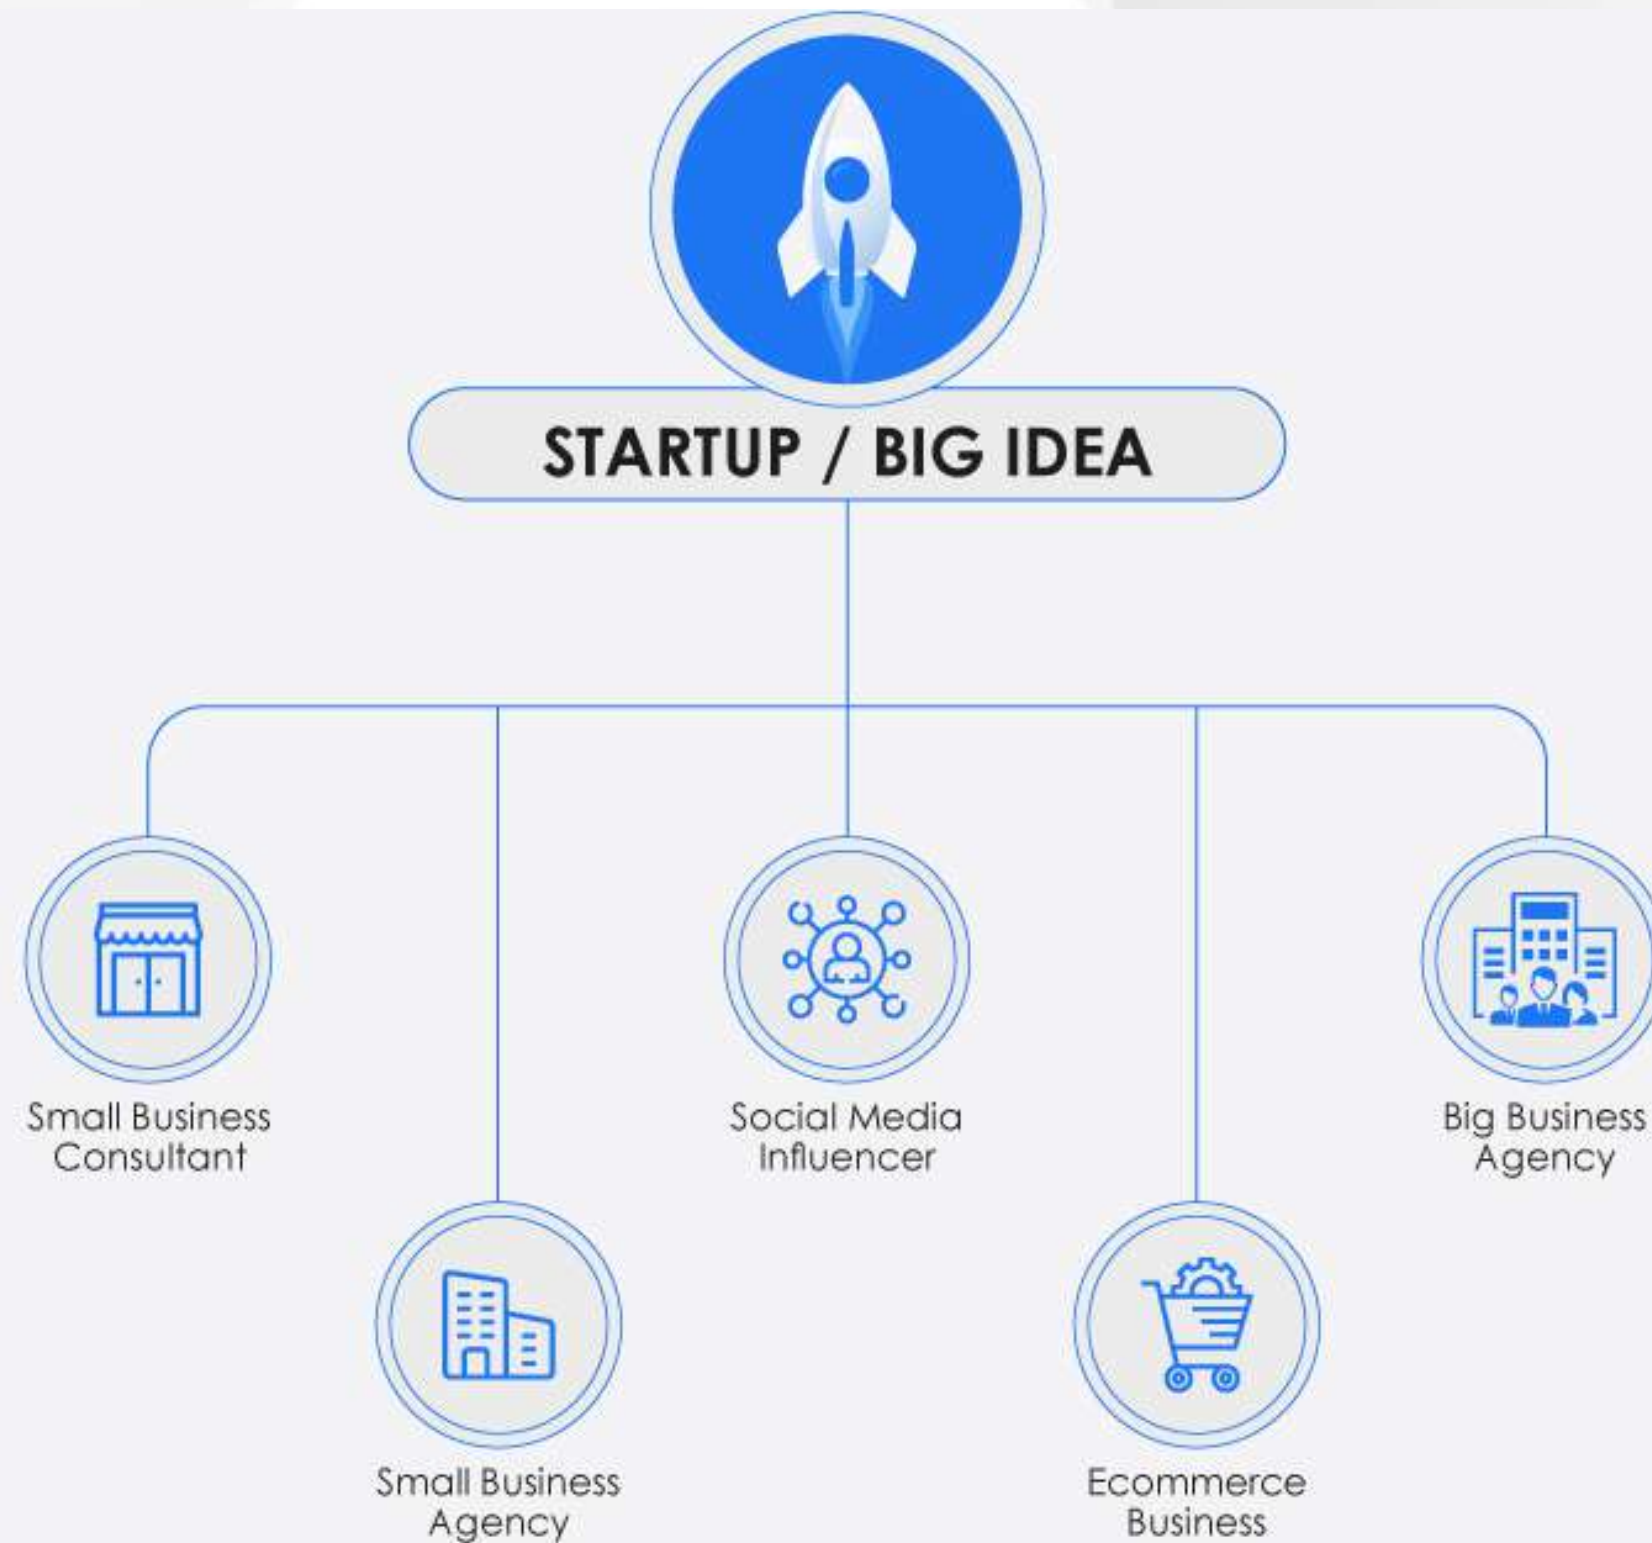 STARTUP / BIG IDEA
Small Business
Consultant
Social Media
Influencer
Big Business
Agency
Small Business
Agency
Ecommerce
Business